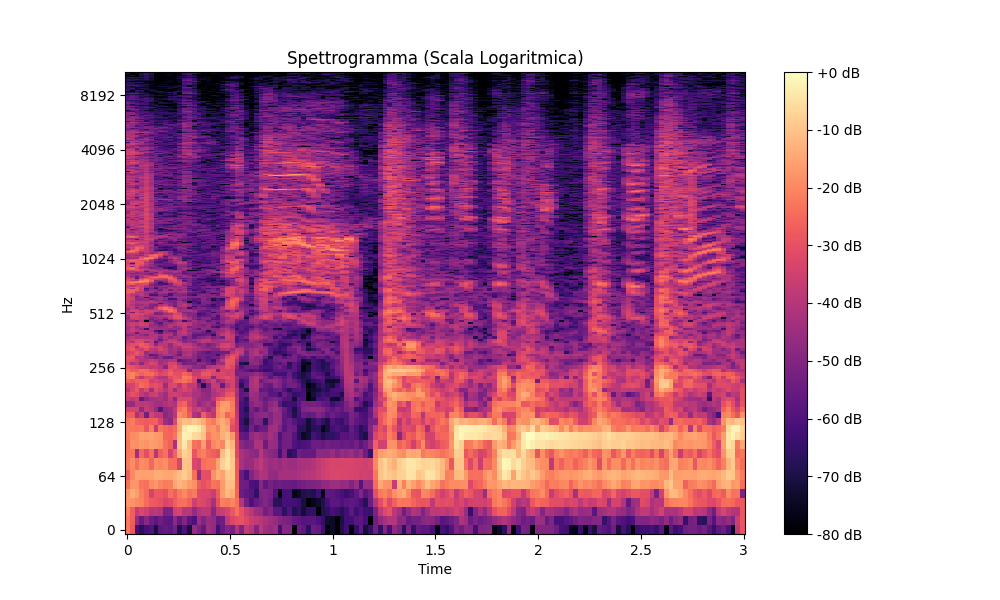 Spettrogramma (Scala Logaritmica)
Hz
8192
4096
2048
1024
512
256
128
64
0
0
0.5
1
1.5
2
2.5
3
Time
+0 dB
-10 dB
-20 dB
-30 dB
-40 dB
-50 dB
-60 dB
-70 dB
-80 dB